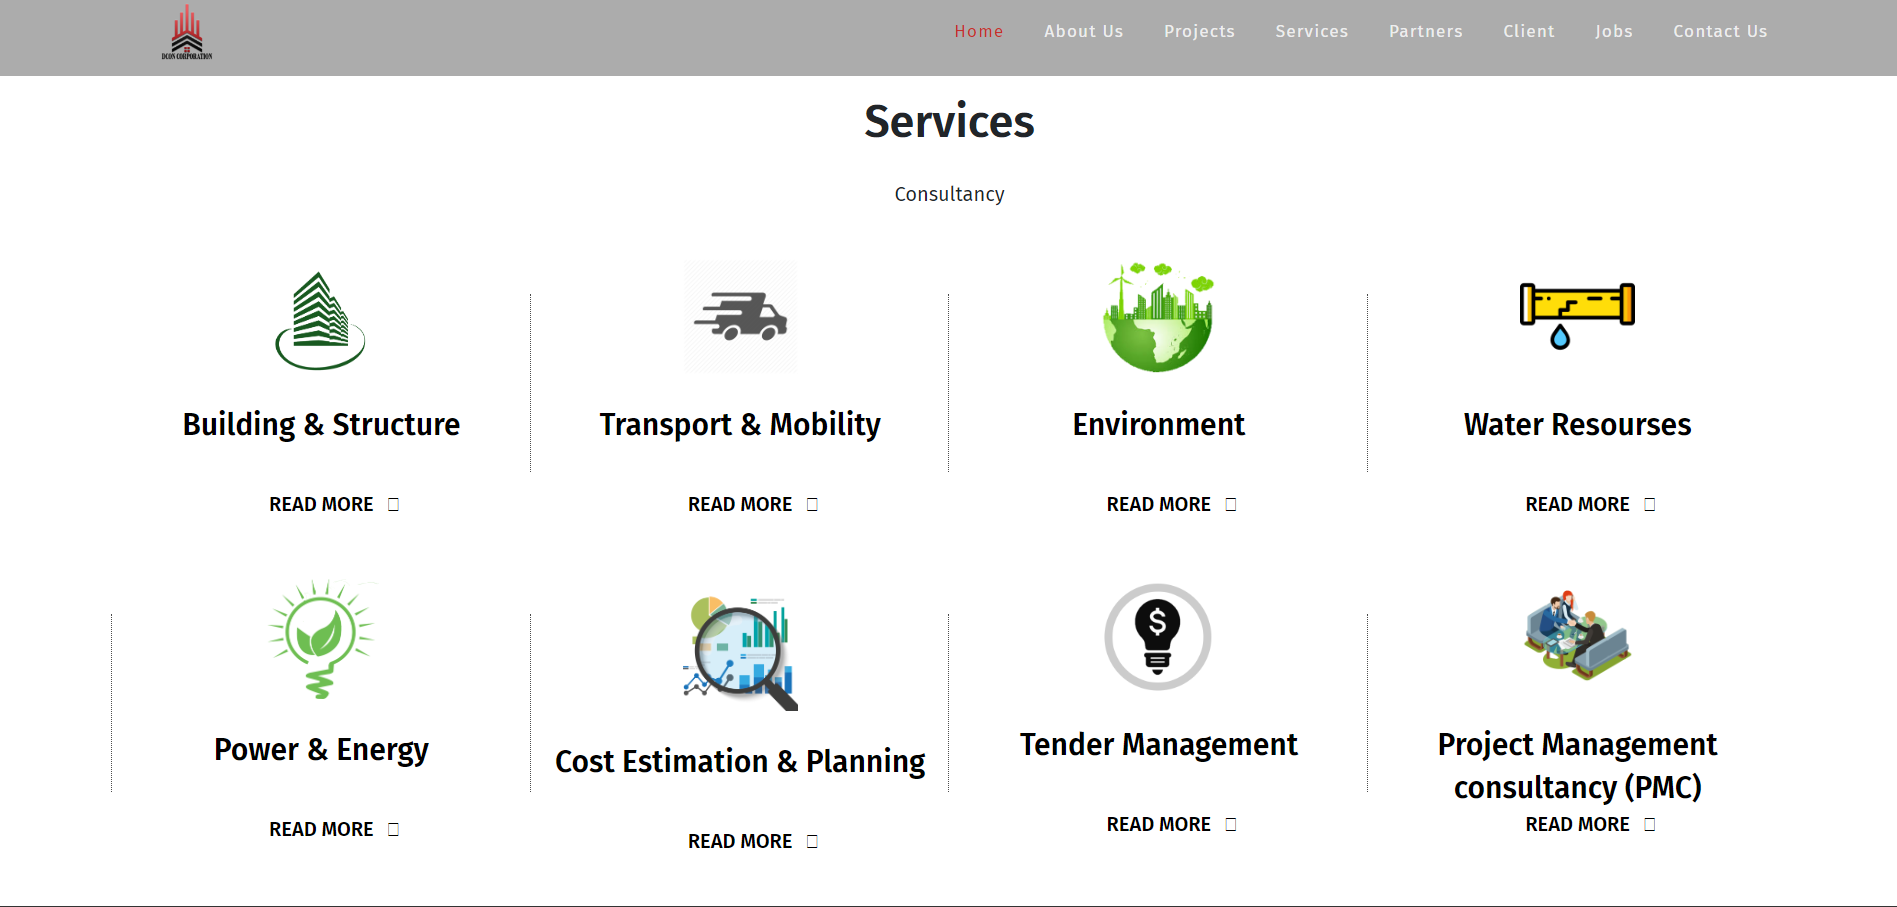 DCON CORPORATION
Home About Us Projects Services Partners Client Jobs Contact Us
Services
Consultancy
Building & Structure
Transport & Mobility
Environment
Water Resourses
READ MORE
READ MORE
READ MORE
READ MORE
$
Power & Energy
Cost Estimation & Planning
Tender Management
Project Management
consultancy (PMC)
READ MORE
READ MORE
READ MORE
READ MORE